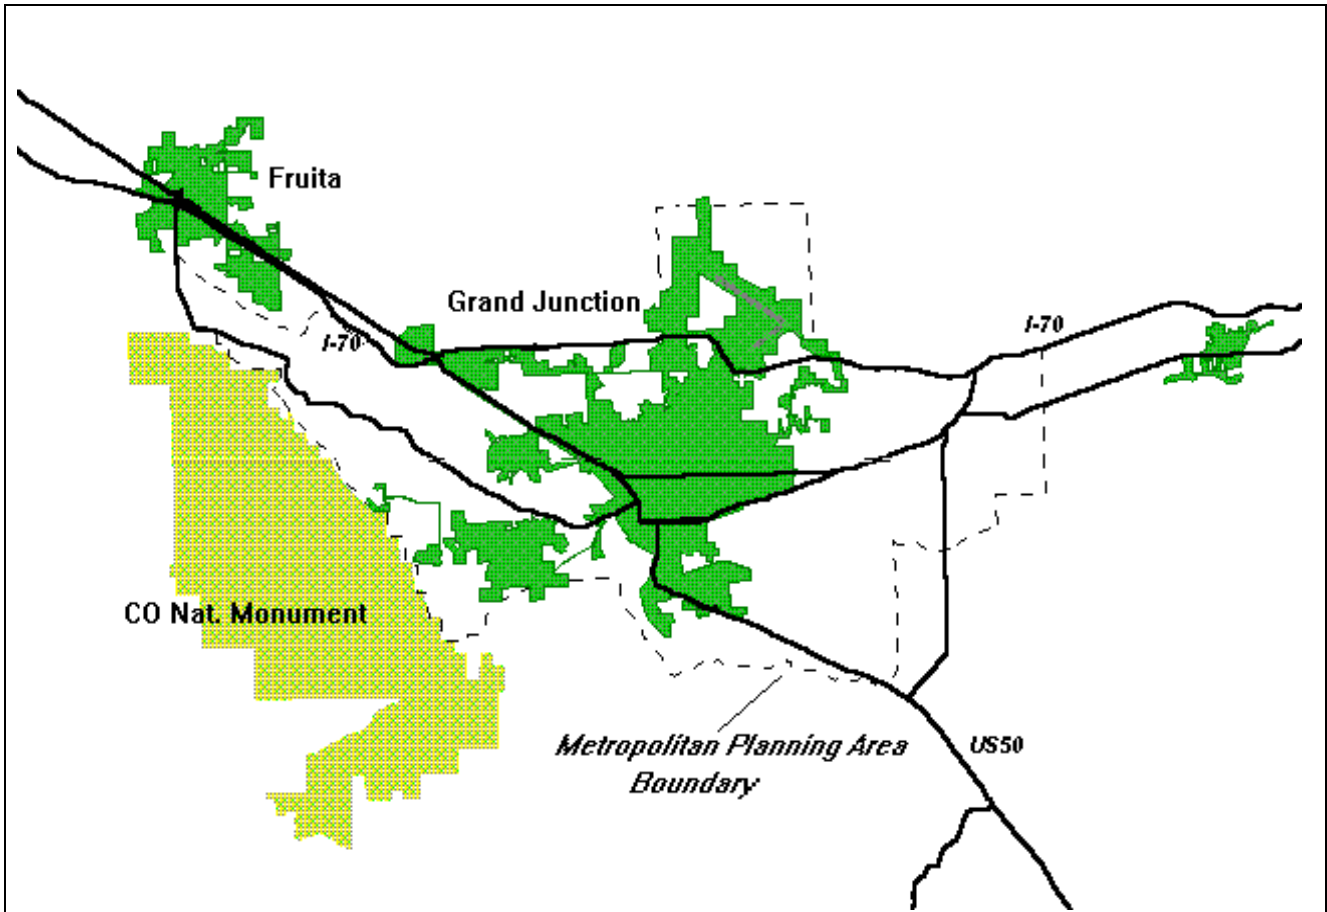 Fruita
Grand Junction
I-70
I-70
CO Nat. Monument
Metropolitan Planning Area
Boundary
US50